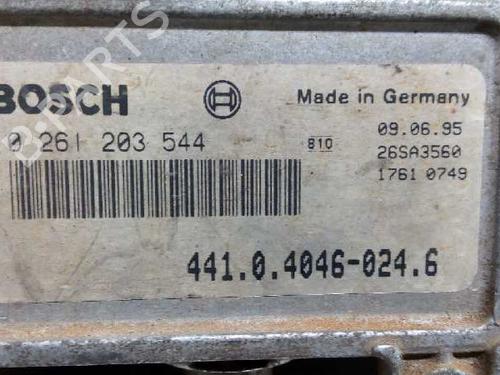 BOSCH
Made in Germany
0 261 203 544
810
09.06.95
26SA3560
1761 0749
441.0.4046-024.6
B-PARTS